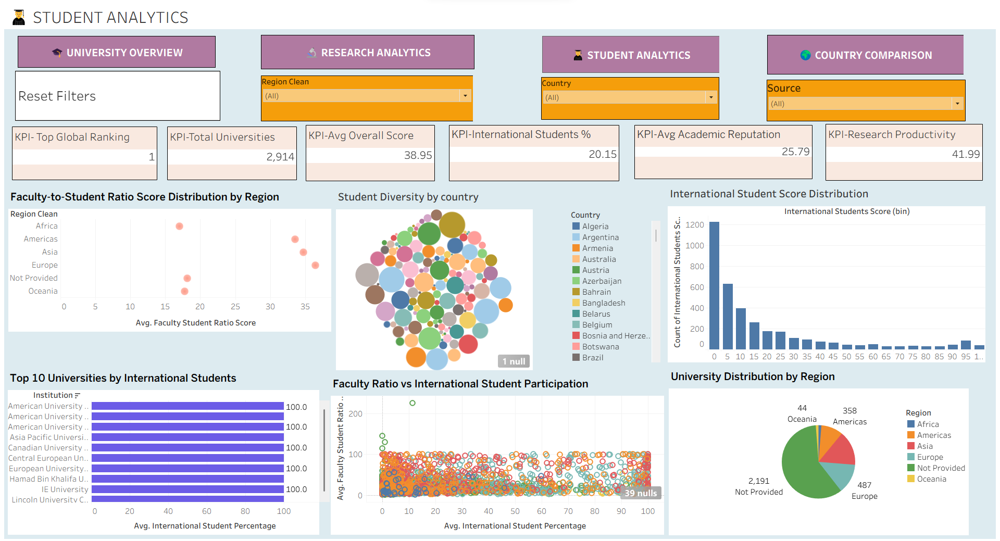 STUDENT ANALYTICS
UNIVERSITY OVERVIEW
RESEARCH ANALYTICS
STUDENT ANALYTICS
COUNTRY COMPARISON
Reset Filters
Region Clean
(All)
Country
(All)
Source
(All)
KPI- Top Global Ranking
1
KPI-Total Universities
2,914
KPI-Avg Overall Score
38.95
KPI-International Students %
20.15
KPI-Avg Academic Reputation
25.79
KPI-Research Productivity
41.99
Faculty-to-Student Ratio Score Distribution by Region
Region Clean
Africa
Americas
Asia
Europe
Not Provided
Oceania
0 5 10 15 20 25 30 35
Avg. Faculty Student Ratio Score
Student Diversity by country
1 null
Country
Algeria
Argentina
Armenia
Australia
Austria
Azerbaijan
Bahrain
Bangladesh
Belarus
Belgium
Bosnia and Herze..
Botswana
Brazil
International Student Score Distribution
International Students Score (bin)
Count of International Students Sc..
1200
1000
800
600
400
200
0
0 5 10 15 20 25 30 35 40 45 50 55 60 65 70 75 80 85 90 95 1..
Top 10 Universities by International Students
Institution
American University .. 100.0
American University ..
American University .. 100.0
Asia Pacific Universi..
Canadian University .. 100.0
Central European Un..
European University.. 100.0
Hamad Bin Khalifa U..
IE University 100.0
Lincoln University C..
0 20 40 60 80 100
Avg. International Student Percentage
Faculty Ratio vs International Student Participation
Avg. Faculty Student Ratio ..
200
100
0
39 nulls
0 10 20 30 40 50 60 70 80 90 100
Avg. International Student Percentage
University Distribution by Region
44
Oceania
358
Americas
2,191
Not Provided
487
Europe
Region
Africa
Americas
Asia
Europe
Not Provided
Oceania